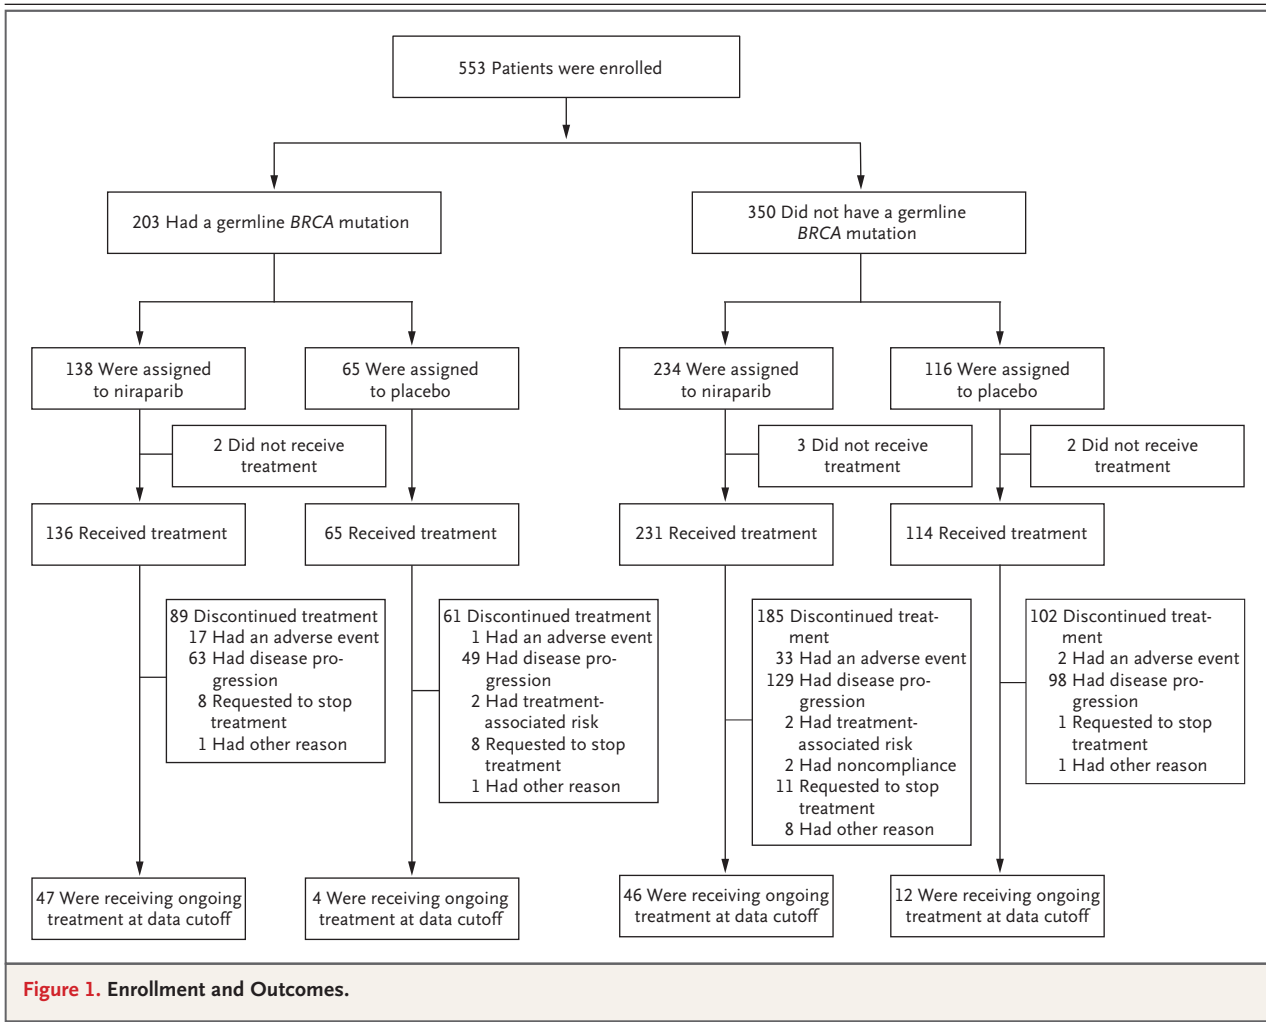 553 Patients were enrolled
203 Had a germline BRCA mutation
350 Did not have a germline
BRCA mutation
138 Were assigned
to niraparib
65 Were assigned
to placebo
234 Were assigned
to niraparib
116 Were assigned
to placebo
2 Did not receive
treatment
3 Did not receive
treatment
2 Did not receive
treatment
136 Received treatment
65 Received treatment
231 Received treatment
114 Received treatment
89 Discontinued treatment
17 Had an adverse event
63 Had disease pro-
gression
8 Requested to stop
treatment
1 Had other reason
61 Discontinued treatment
1 Had an adverse event
49 Had disease pro-
gression
2 Had treatment-
associated risk
8 Requested to stop
treatment
1 Had other reason
185 Discontinued treat-
ment
33 Had an adverse event
129 Had disease pro-
gression
2 Had treatment-
associated risk
2 Had noncompliance
11 Requested to stop
treatment
8 Had other reason
102 Discontinued treat-
ment
2 Had an adverse event
98 Had disease pro-
gression
1 Requested to stop
treatment
1 Had other reason
47 Were receiving ongoing
treatment at data cutoff
4 Were receiving ongoing
treatment at data cutoff
46 Were receiving ongoing
treatment at data cutoff
12 Were receiving ongoing
treatment at data cutoff
Figure 1. Enrollment and Outcomes.